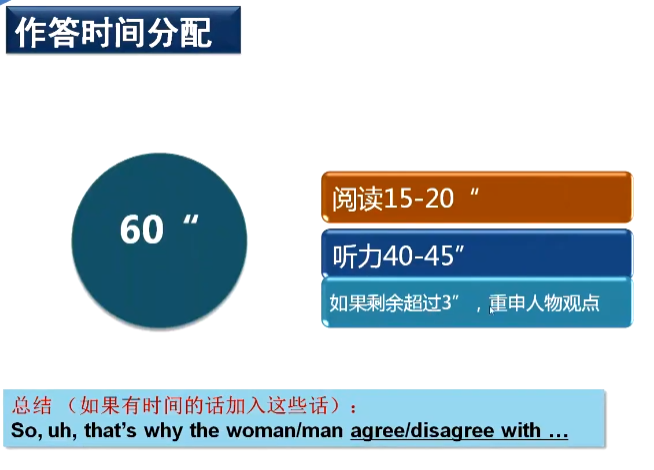 作答时间分配
60 “
阅读15-20 “
听力40-45”
如果剩余超过3” ，重申人物观点
总结 （如果有时间的话加入这些话）：
So, uh, that’s why the woman/man agree/disagree with …